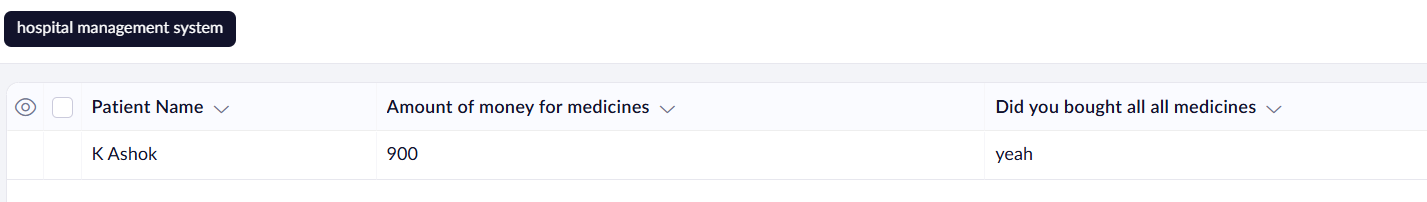 hospital management system
Patient Name Amount of money for medicines Did you bought all all medicines
K Ashok 900 yeah